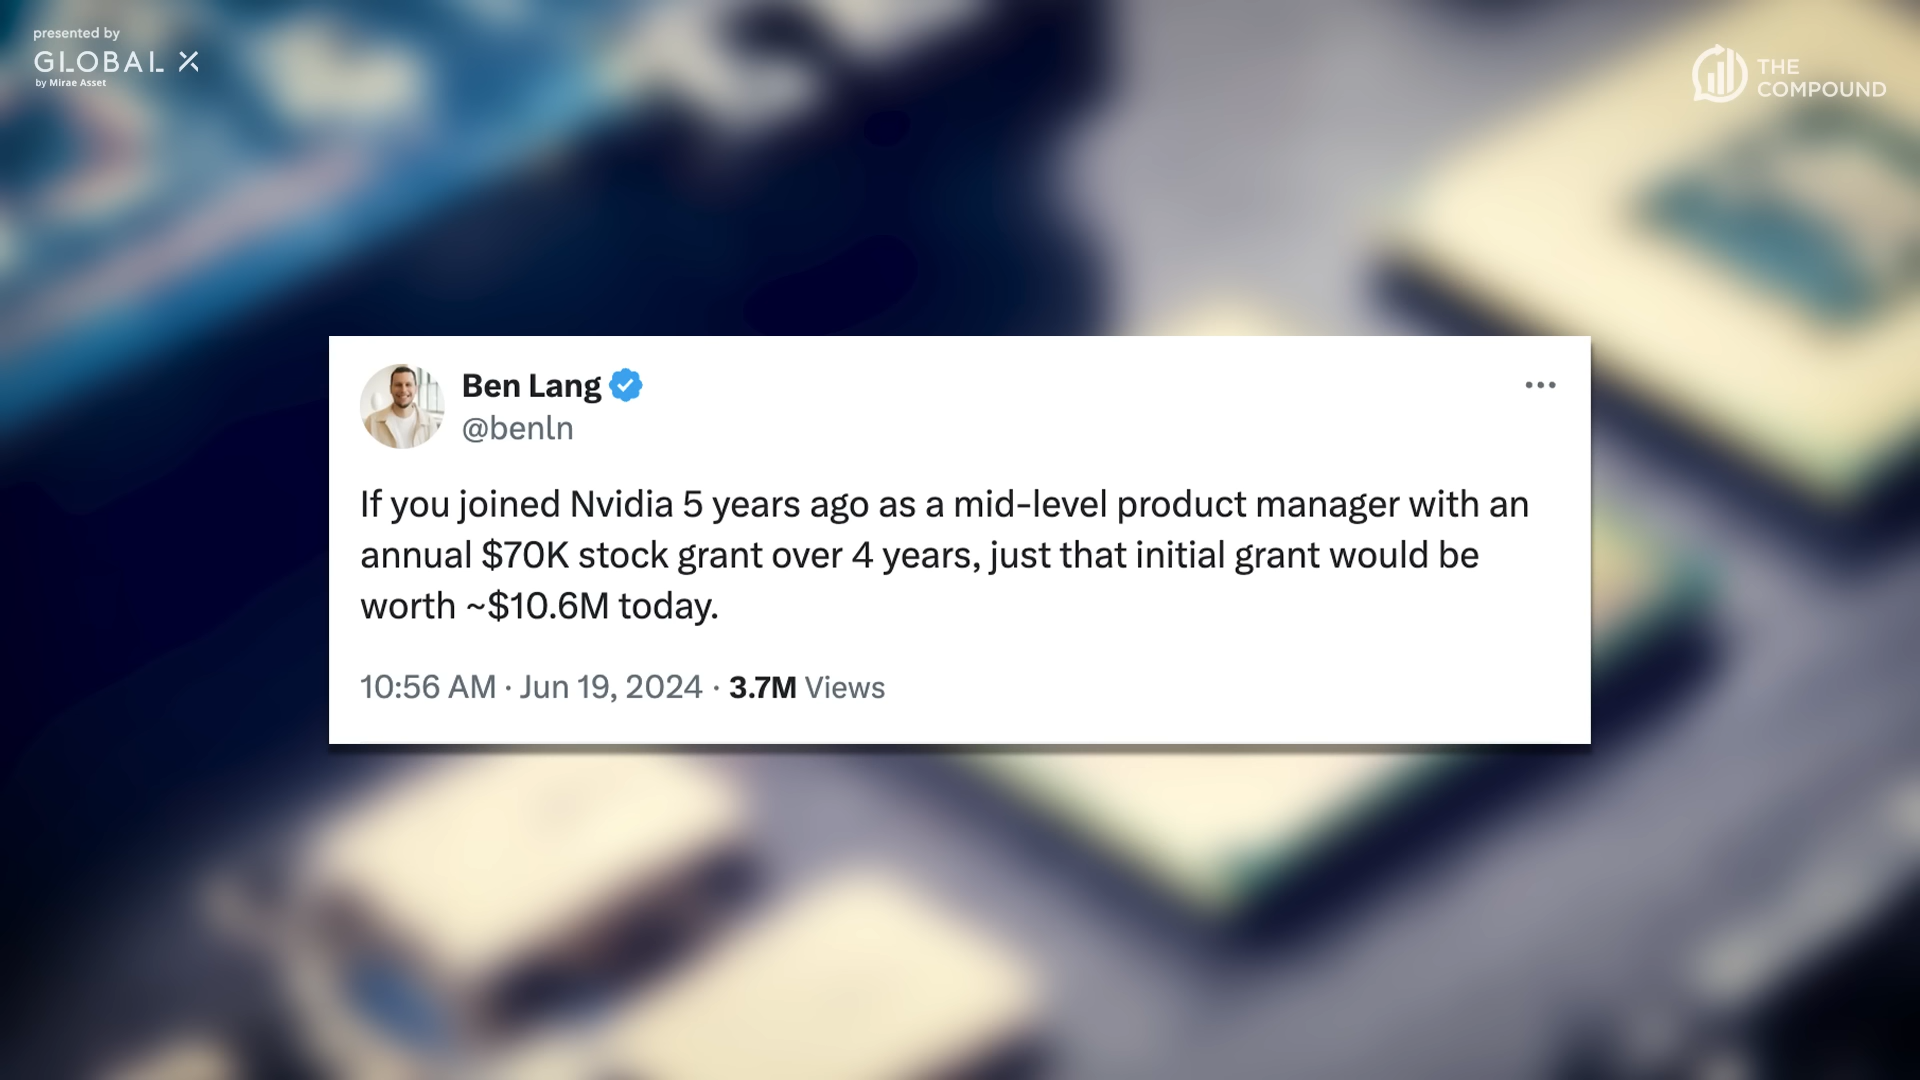 presented by
GLOBAL X
by Mirae Asset
THE
COMPOUND
Ben Lang
@benln
If you joined Nvidia 5 years ago as a mid-level product manager with an
annual $70K stock grant over 4 years, just that initial grant would be
worth ~$10.6M today.
10:56 AM · Jun 19, 2024 · 3.7M Views